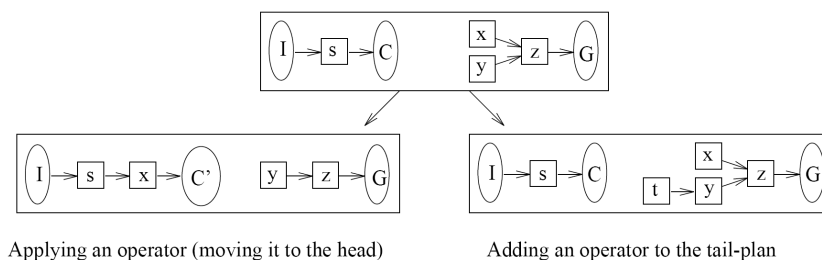 I s C x y z G
I s x C' y z G
I s C x t y z G
Applying an operator (moving it to the head)
Adding an operator to the tail-plan